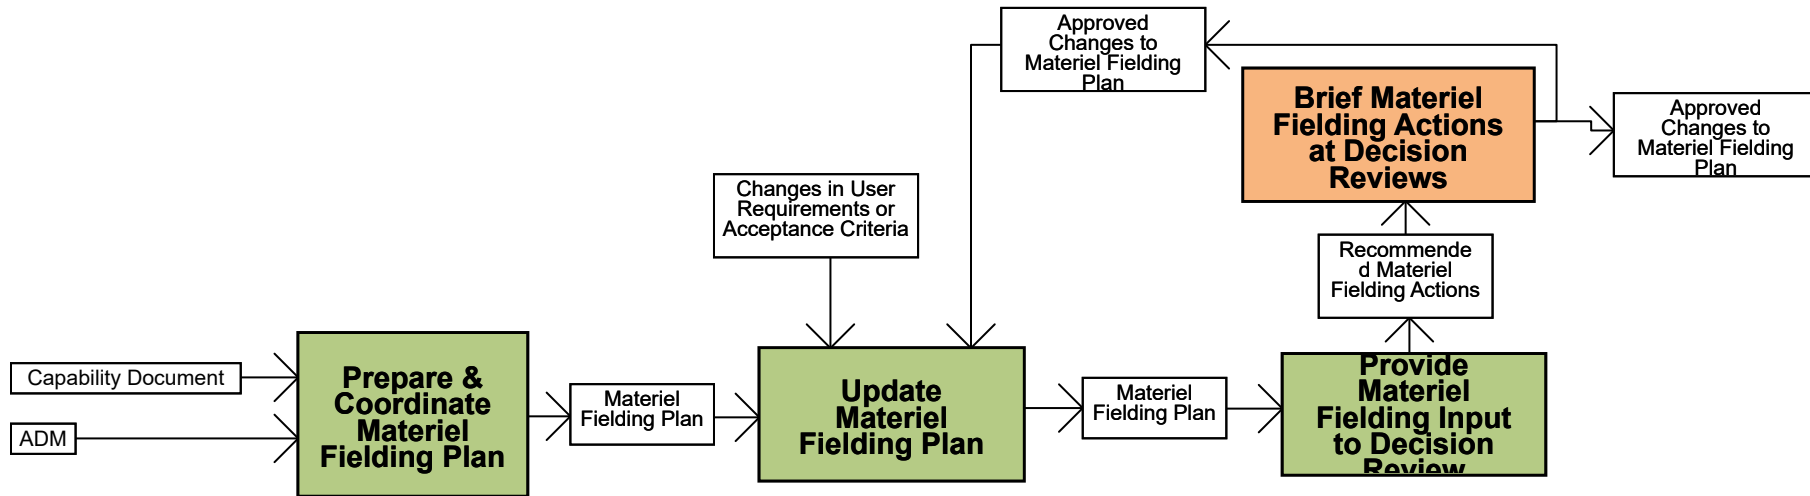 Approved
Changes to
Materiel Fielding
Plan
Brief Materiel
Fielding Actions
at Decision
Reviews
Approved
Changes to
Materiel Fielding
Plan
Changes in User
Requirements or
Acceptance Criteria
Recommende
d Materiel
Fielding Actions
Capability Document
ADM
Prepare &
Coordinate
Materiel
Fielding Plan
Materiel
Fielding Plan
Update
Materiel
Fielding Plan
Materiel
Fielding Plan
Provide
Materiel
Fielding Input
to Decision
Review